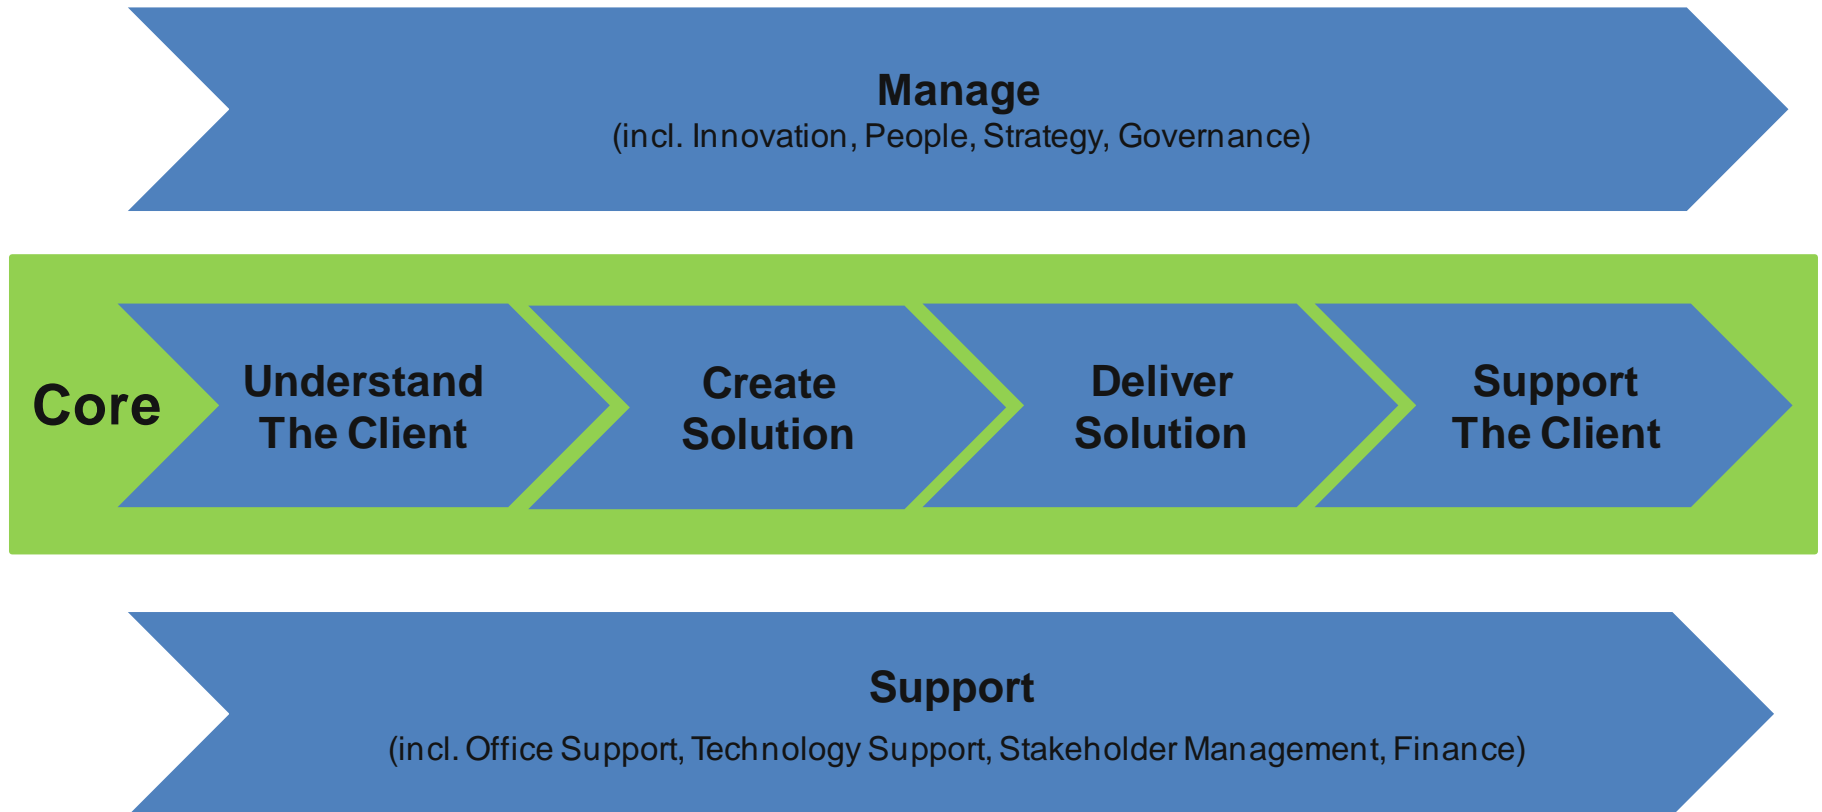 Manage
(incl. Innovation, People, Strategy, Governance)
Core
Understand
The Client
Create
Solution
Deliver
Solution
Support
The Client
Support
(incl. Office Support, Technology Support, Stakeholder Management, Finance)